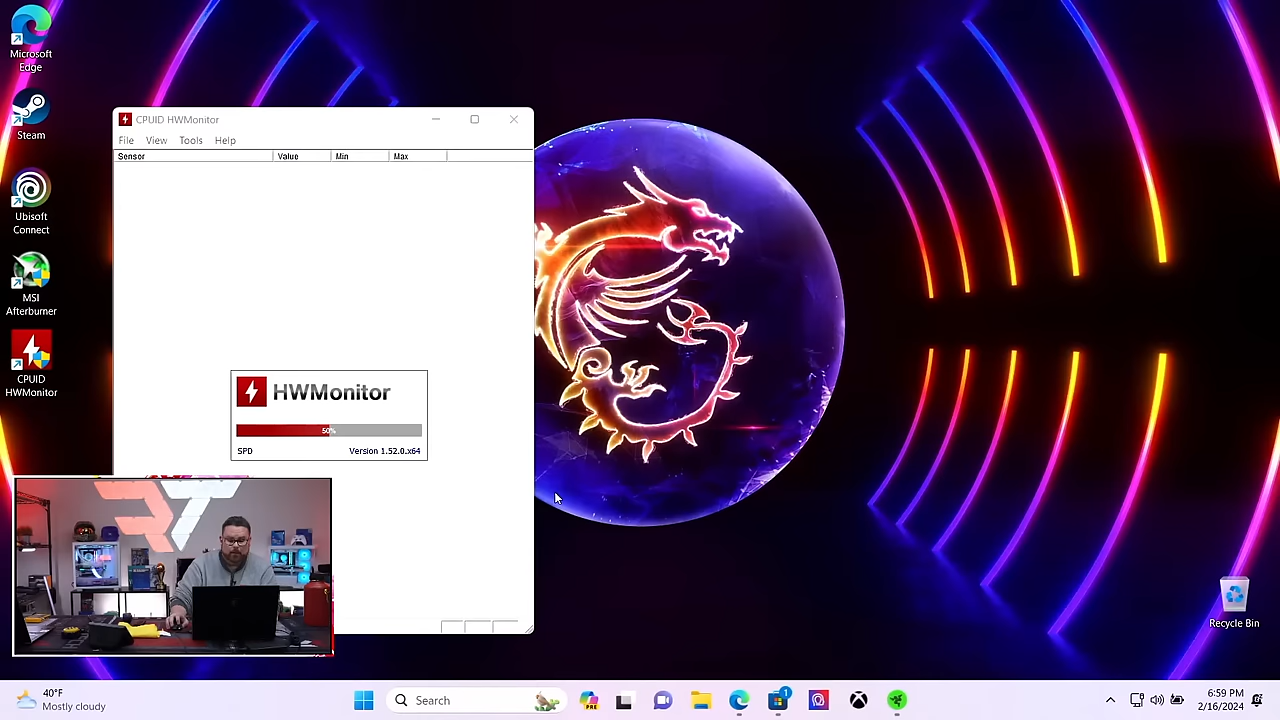 Microsoft
Edge
Steam
Ubisoft
Connect
MSI
Afterburner
CPUID
HWMonitor
CPUID HWMonitor
File View Tools Help
Sensor Value Min Max
HWMonitor
50%
SPD Version 1.52.0.x64
Recycle Bin
40°F
Mostly cloudy
Search
PRE
1
6:59 PM
2/16/2024